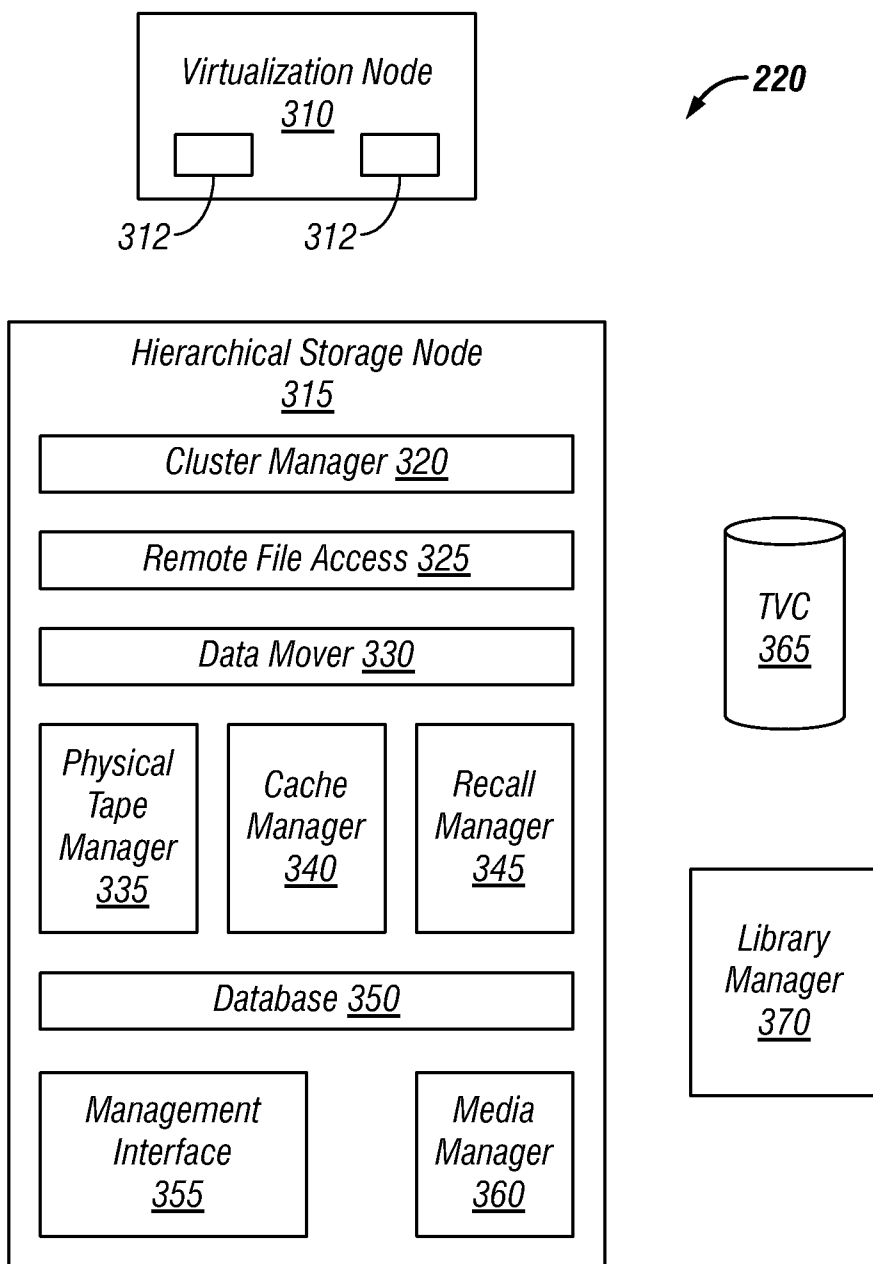 Virtualization Node
310
220
312
312
Hierarchical Storage Node
315
Cluster Manager 320
Remote File Access 325
Data Mover 330
TVC
365
Physical
Tape
Manager
335
Cache
Manager
340
Recall
Manager
345
Library
Manager
370
Database 350
Management
Interface
355
Media
Manager
360